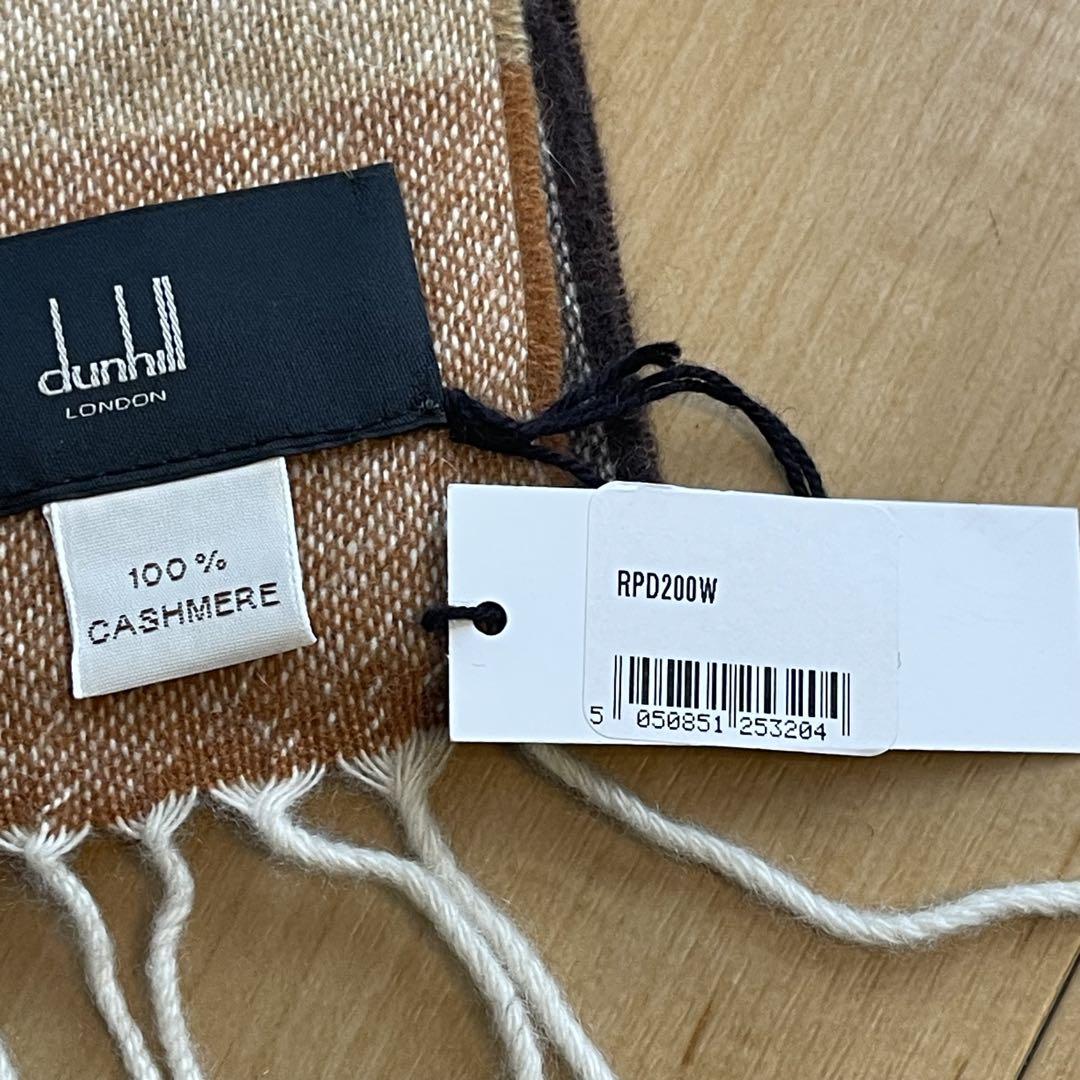 dunhill
LONDON
100%
CASHMERE
RPD200W
5 050851 253204